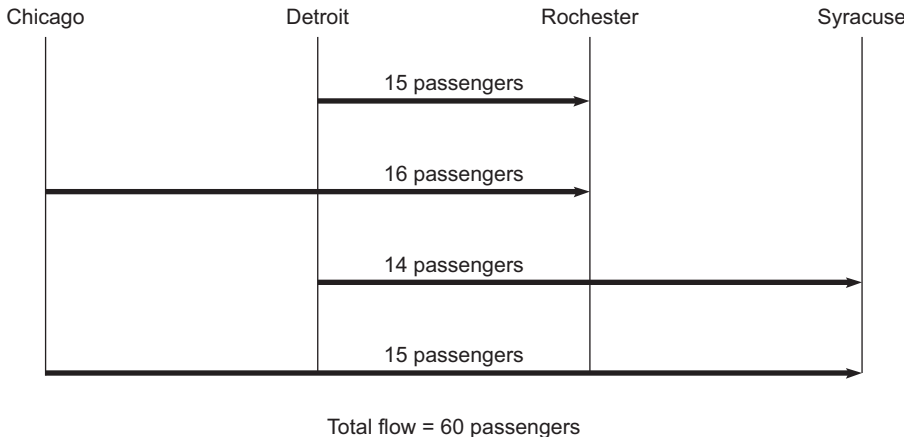 Chicago Detroit Rochester Syracuse
15 passengers
16 passengers
14 passengers
15 passengers
Total flow = 60 passengers